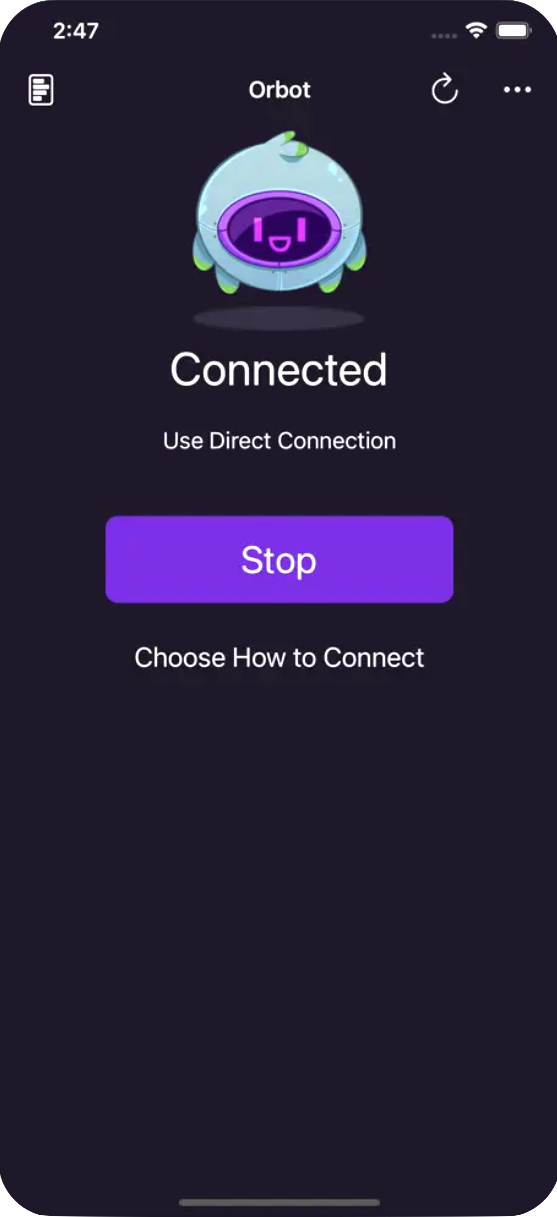 2:47
Orbot
Connected
Use Direct Connection
Stop
Choose How to Connect